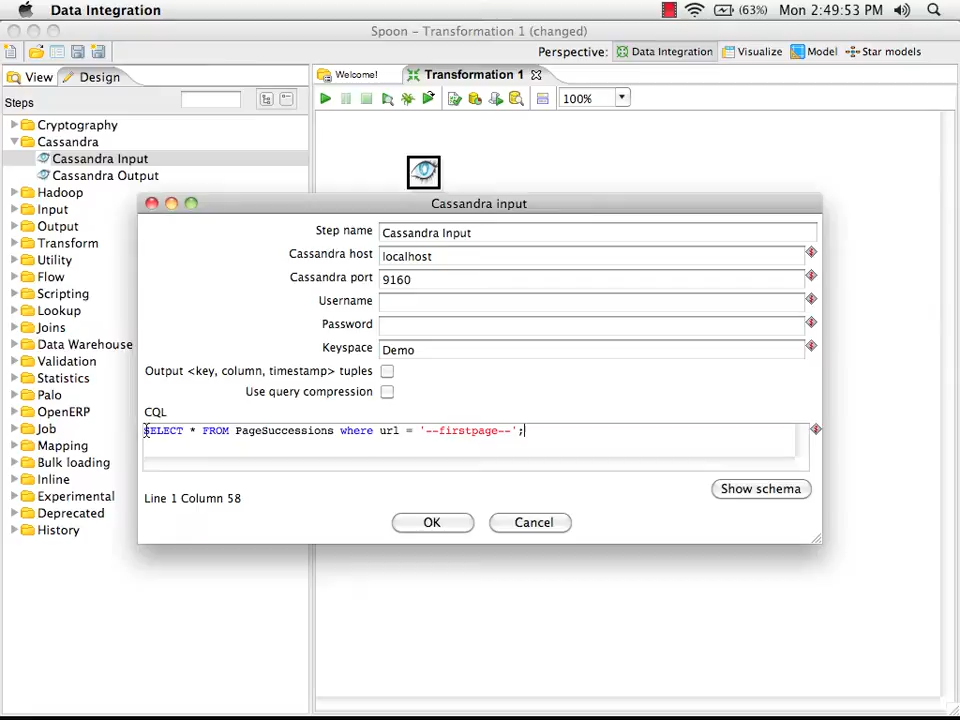 Data Integration (63%) Mon 2:49:53 PM
Spoon - Transformation 1 (changed)
Perspective: Data Integration Visualize Model Star models
View Design
Welcome! Transformation 1
Steps
100%
Cryptography
Cassandra
Cassandra Input
Cassandra Output
Hadoop
Input
Output
Transform
Utility
Flow
Scripting
Lookup
Joins
Data Warehouse
Validation
Statistics
Palo
OpenERP
Job
Mapping
Bulk loading
Inline
Experimental
Deprecated
History
Cassandra input
Step name Cassandra Input
Cassandra host localhost
Cassandra port 9160
Username
Password
Keyspace Demo
Output <key, column, timestamp> tuples
Use query compression
CQL
SELECT * FROM PageSuccessions where url = '--firstpage--';
Show schema
Line 1 Column 58
OK Cancel